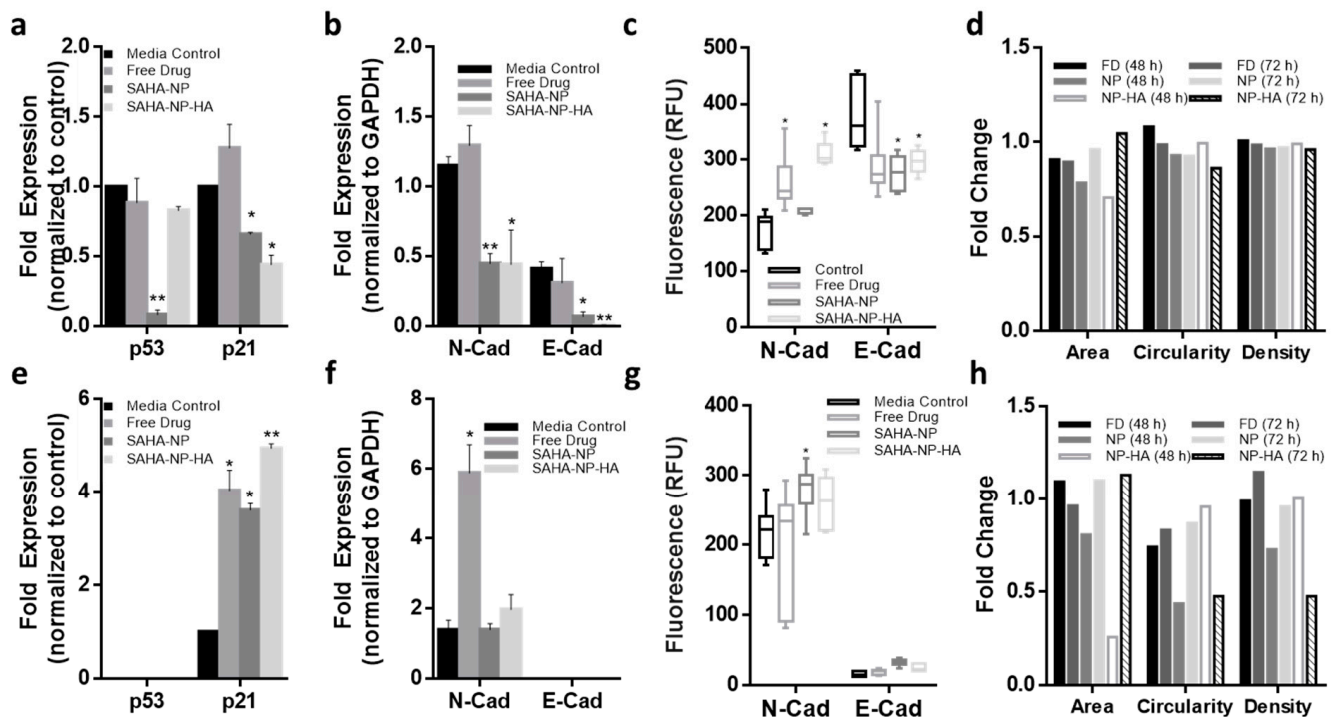 a
Fold Expression
(normalized to control)
2.0
1.5
1.0
0.5
0.0
Media Control
Free Drug
SAHA-NP
SAHA-NP-HA
**
*
*
p53
p21
b
Fold Expression
(normalized to GAPDH)
2.0
1.5
1.0
0.5
0.0
Media Control
Free Drug
SAHA-NP
SAHA-NP-HA
**
*
*
**
N-Cad
E-Cad
c
Fluorescence (RFU)
500
400
300
200
100
0
*
*
*
*
Control
Free Drug
SAHA-NP
SAHA-NP-HA
N-Cad
E-Cad
d
Fold Change
1.5
1.0
0.5
0.0
FD (48 h)
FD (72 h)
NP (48 h)
NP (72 h)
NP-HA (48 h)
NP-HA (72 h)
Area
Circularity
Density
e
Fold Expression
(normalized to control)
6
4
2
0
Media Control
Free Drug
SAHA-NP
SAHA-NP-HA
*
*
**
p53
p21
f
Fold Expression
(normalized to GAPDH)
8
6
4
2
0
Media Control
Free Drug
SAHA-NP
SAHA-NP-HA
*
N-Cad
E-Cad
g
Fluorescence (RFU)
400
300
200
100
0
Media Control
Free Drug
SAHA-NP
SAHA-NP-HA
*
N-Cad
E-Cad
h
Fold Change
1.5
1.0
0.5
0.0
FD (48 h)
FD (72 h)
NP (48 h)
NP (72 h)
NP-HA (48 h)
NP-HA (72 h)
Area
Circularity
Density